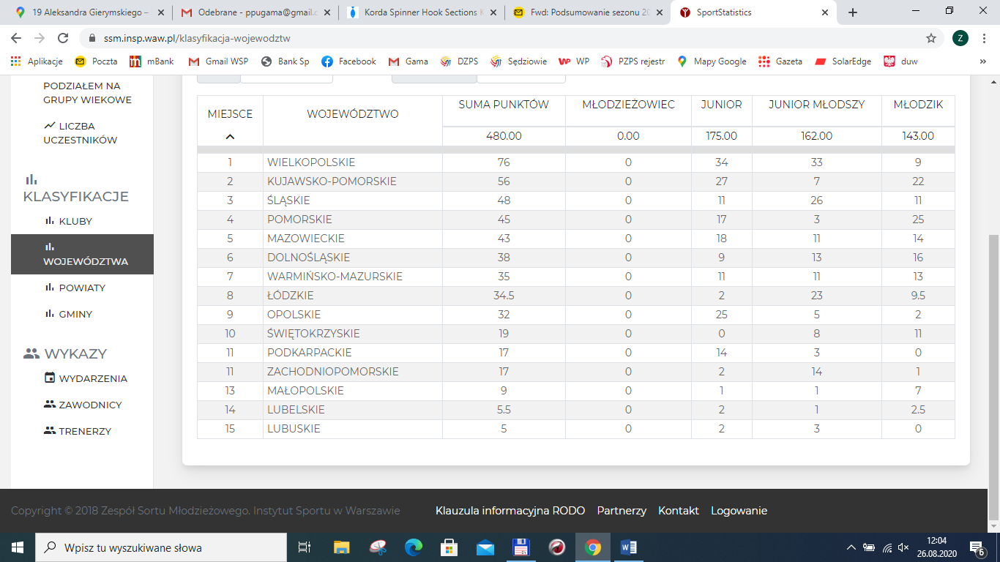 19 Aleksandra Gierymskiego –
Odebrane - ppugama@gmail.c
Korda Spinner Hook Sections K
Fwd: Podsumowanie sezonu 20
SportStatistics
ssm.insp.waw.pl/klasyfikacja-wojewodztw
Z
Aplikacje Poczta mBank Gmail WSP Bank Sp Facebook Gama DZPS Sędziowie WP PZPS rejestr Mapy Google Gazeta SolarEdge duw »
PODZIAŁEM NA
GRUPY WIEKOWE
LICZBA
UCZESTNIKÓW
KLASYFIKACJE
KLUBY
WOJEWÓDZTWA
POWIATY
GMINY
WYKAZY
WYDARZENIA
ZAWODNICY
TRENERZY
MIEJSCE WOJEWÓDZTWO SUMA PUNKTÓW MŁODZIEŻOWIEC JUNIOR JUNIOR MŁODSZY MŁODZIK
480.00 0.00 175.00 162.00 143.00
1 WIELKOPOLSKIE 76 0 34 33 9
2 KUJAWSKO-POMORSKIE 56 0 27 7 22
3 ŚLĄSKIE 48 0 11 26 11
4 POMORSKIE 45 0 17 3 25
5 MAZOWIECKIE 43 0 18 11 14
6 DOLNOŚLĄSKIE 38 0 9 13 16
7 WARMIŃSKO-MAZURSKIE 35 0 11 11 13
8 ŁÓDZKIE 34.5 0 2 23 9.5
9 OPOLSKIE 32 0 25 5 2
10 ŚWIĘTOKRZYSKIE 19 0 0 8 11
11 PODKARPACKIE 17 0 14 3 0
11 ZACHODNIOPOMORSKIE 17 0 2 14 1
13 MAŁOPOLSKIE 9 0 1 1 7
14 LUBELSKIE 5.5 0 2 1 2.5
15 LUBUSKIE 5 0 2 3 0
Copyright © 2018 Zespół Sortu Młodzieżowego. Instytut Sportu w Warszawie
Klauzula informacyjna RODO Partnerzy Kontakt Logowanie
Wpisz tu wyszukiwane słowa
12:04
26.08.2020
6